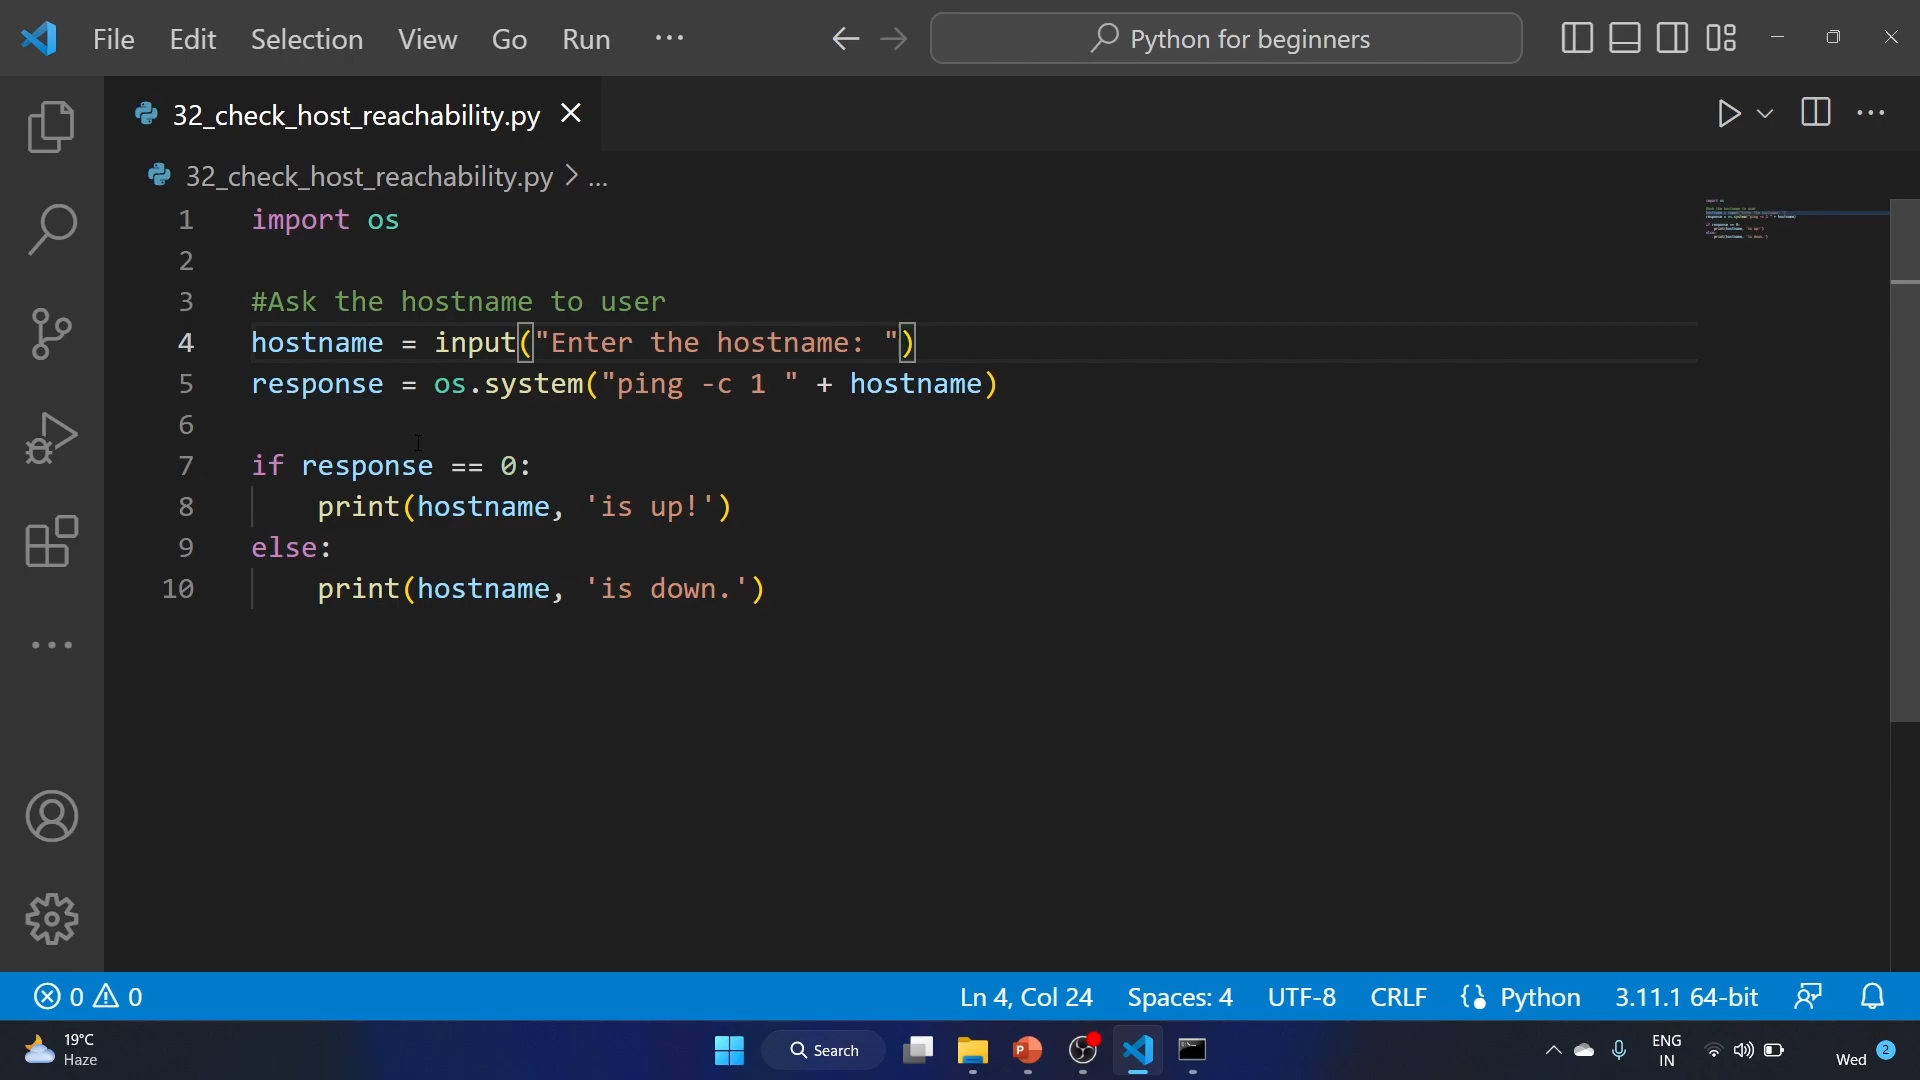 File Edit Selection View Go Run ... Python for beginners
32_check_host_reachability.py
32_check_host_reachability.py > ...
1 import os
2
3 #Ask the hostname to user
4 hostname = input("Enter the hostname: ")
5 response = os.system("ping -c 1 " + hostname)
6
7 if response == 0:
8     print(hostname, 'is up!')
9 else:
10     print(hostname, 'is down.')
0 0 Ln 4, Col 24 Spaces: 4 UTF-8 CRLF Python 3.11.1 64-bit
19°C
Haze
Search
ENG
IN
Wed 2